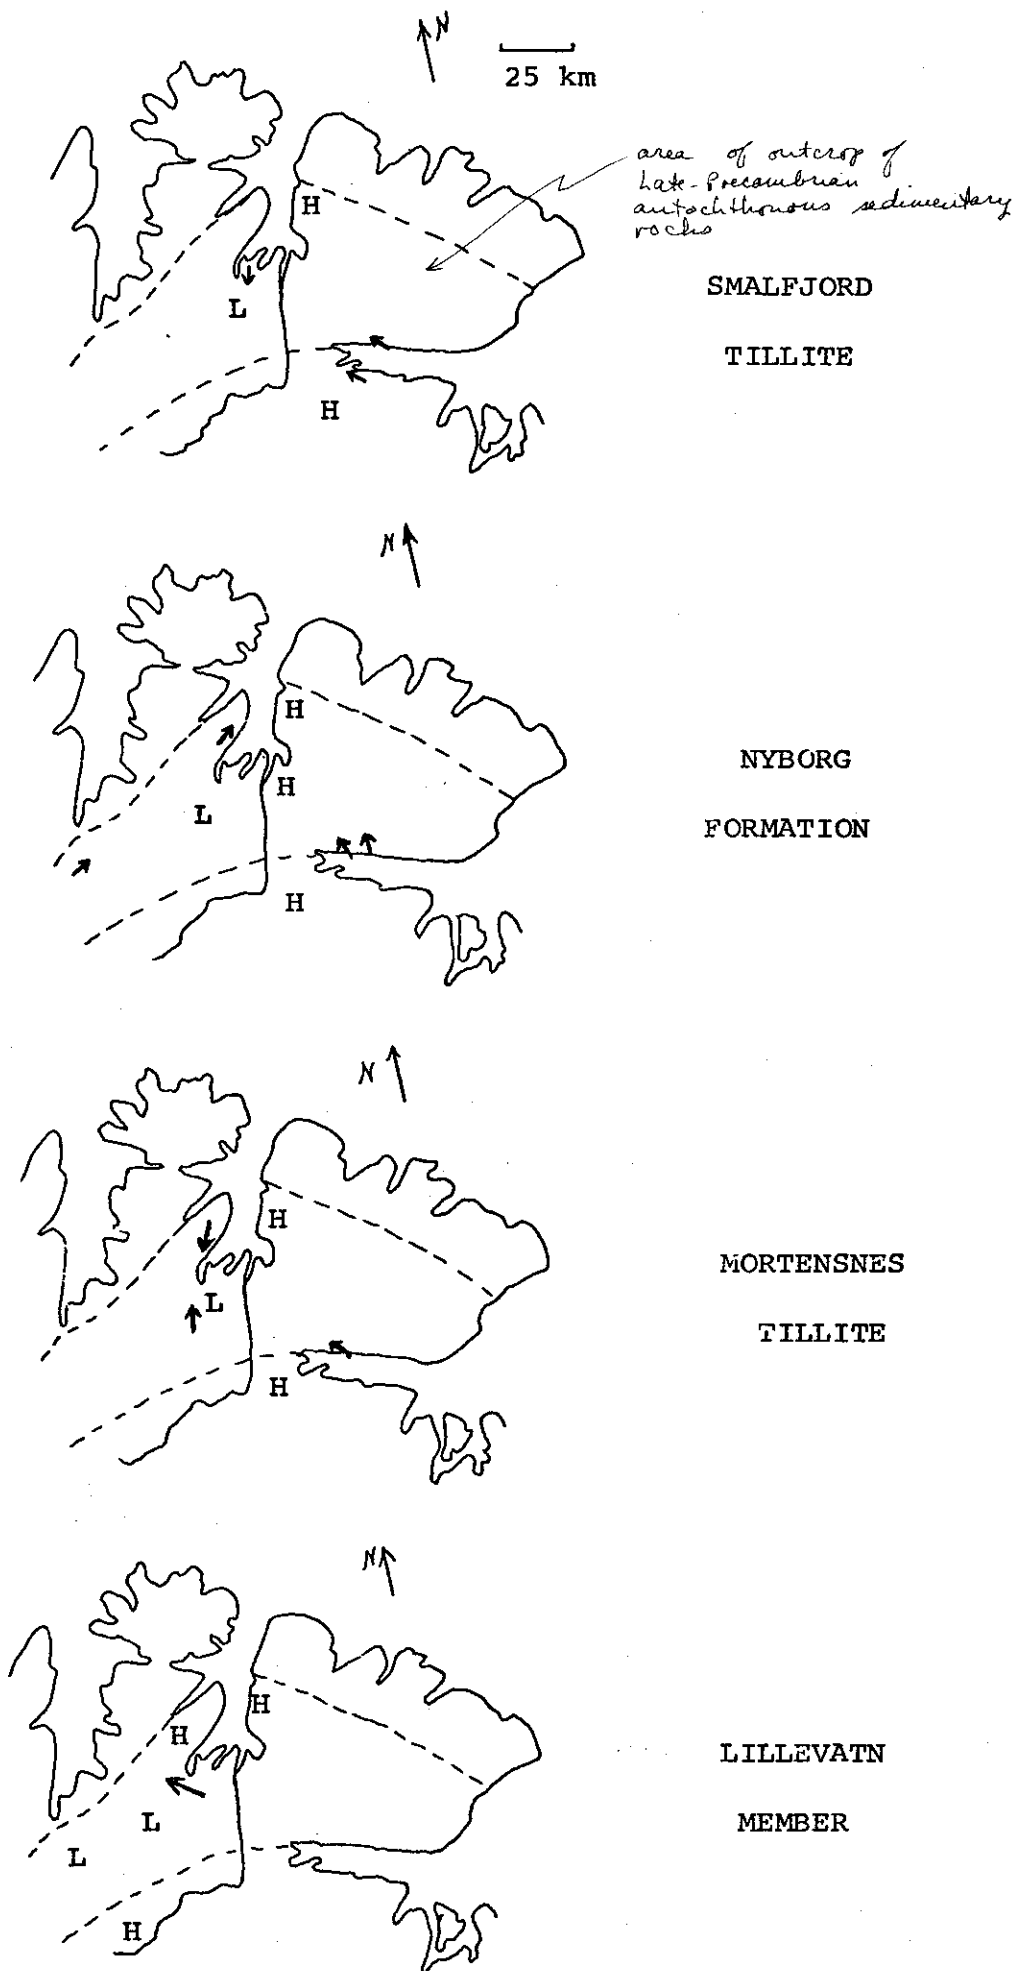 N
25 km
area of outcrop of
Late-Precambrian
autochthonous sedimentary
rocks
H
L
H
SMALFJORD
TILLITE
N
H
H
L
H
NYBORG
FORMATION
N
H
L
H
MORTENSNES
TILLITE
N
H
H
L
L
H
LILLEVATN
MEMBER